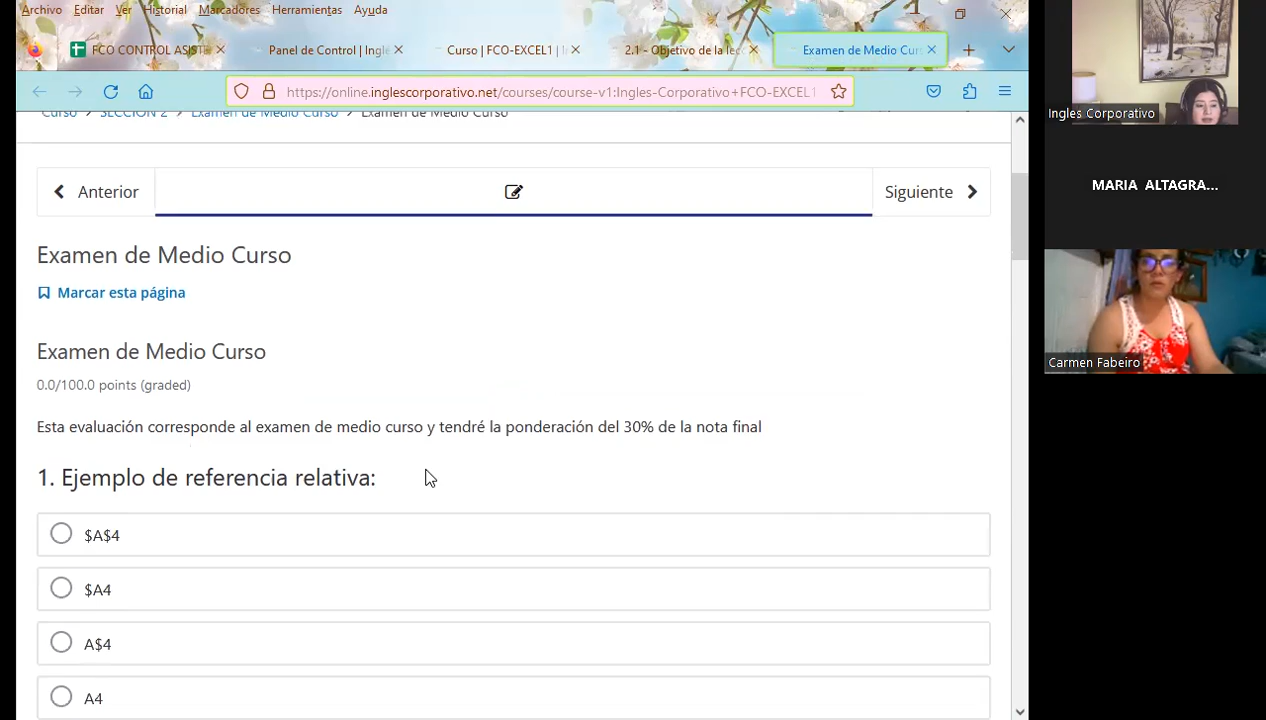 Archivo Editar Ver Historial Marcadores Herramientas Ayuda
FCO CONTROL ASISTE
Panel de Control | Ingle
Curso | FCO-EXCEL1 | I
2.1 - Objetivo de la lec
Examen de Medio Cur
https://online.inglescorporativo.net/courses/course-v1:Ingles-Corporativo+FCO-EXCEL1
Curso > SECCIÓN 2 > Examen de Medio Curso > Examen de Medio Curso
Anterior
Siguiente
Examen de Medio Curso
Marcar esta página
Examen de Medio Curso
0.0/100.0 points (graded)
Esta evaluación corresponde al examen de medio curso y tendré la ponderación del 30% de la nota final
1. Ejemplo de referencia relativa:
$A$4
$A4
A$4
A4
Ingles Corporativo
MARIA ALTAGRA...
Carmen Fabeiro